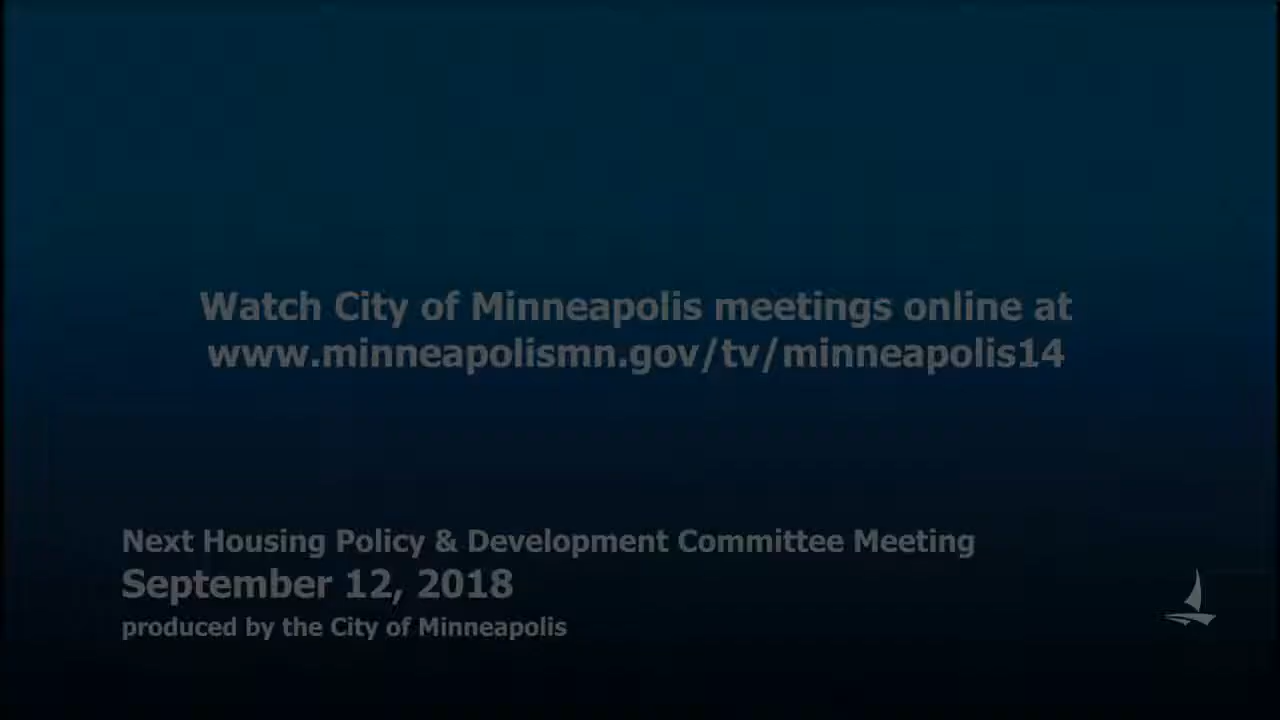 Watch City of Minneapolis meetings online at
www.minneapolismn.gov/tv/minneapolis14
Next Housing Policy & Development Committee Meeting
September 12, 2018
produced by the City of Minneapolis